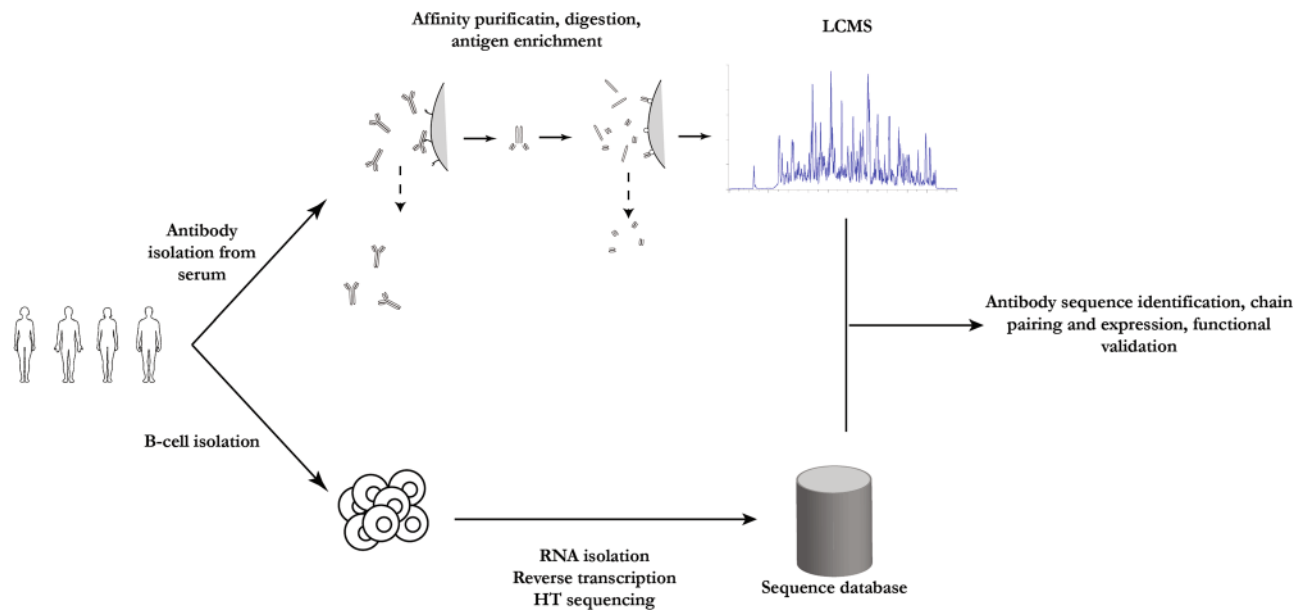 Affinity purificatin, digestion,
antigen enrichment
LCMS
Antibody
isolation from
serum
Antibody sequence identification, chain
pairing and expression, functional
validation
B-cell isolation
RNA isolation
Reverse transcription
HT sequencing
Sequence database